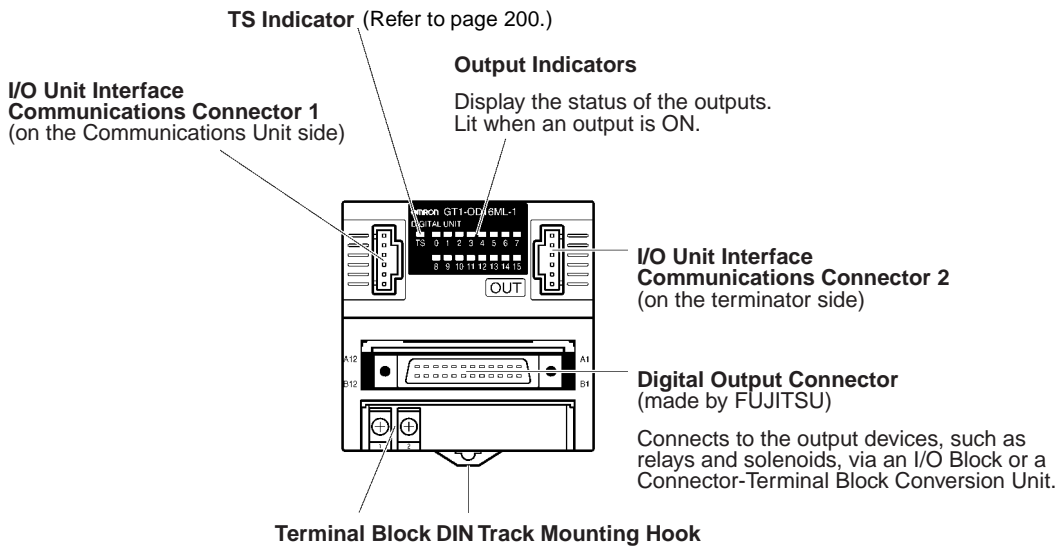 TS Indicator (Refer to page 200.)
Output Indicators
Display the status of the outputs.
Lit when an output is ON.
I/O Unit Interface
Communications Connector 1
(on the Communications Unit side)
OMRON GT1-OD16ML-1
DIGITAL UNIT
TS 0 1 2 3 4 5 6 7
8 9 10 11 12 13 14 15
OUT
I/O Unit Interface
Communications Connector 2
(on the terminator side)
A12 A1
B12 B1
Digital Output Connector
(made by FUJITSU)
Connects to the output devices, such as
relays and solenoids, via an I/O Block or a
Connector-Terminal Block Conversion Unit.
1 2
Terminal Block DIN Track Mounting Hook